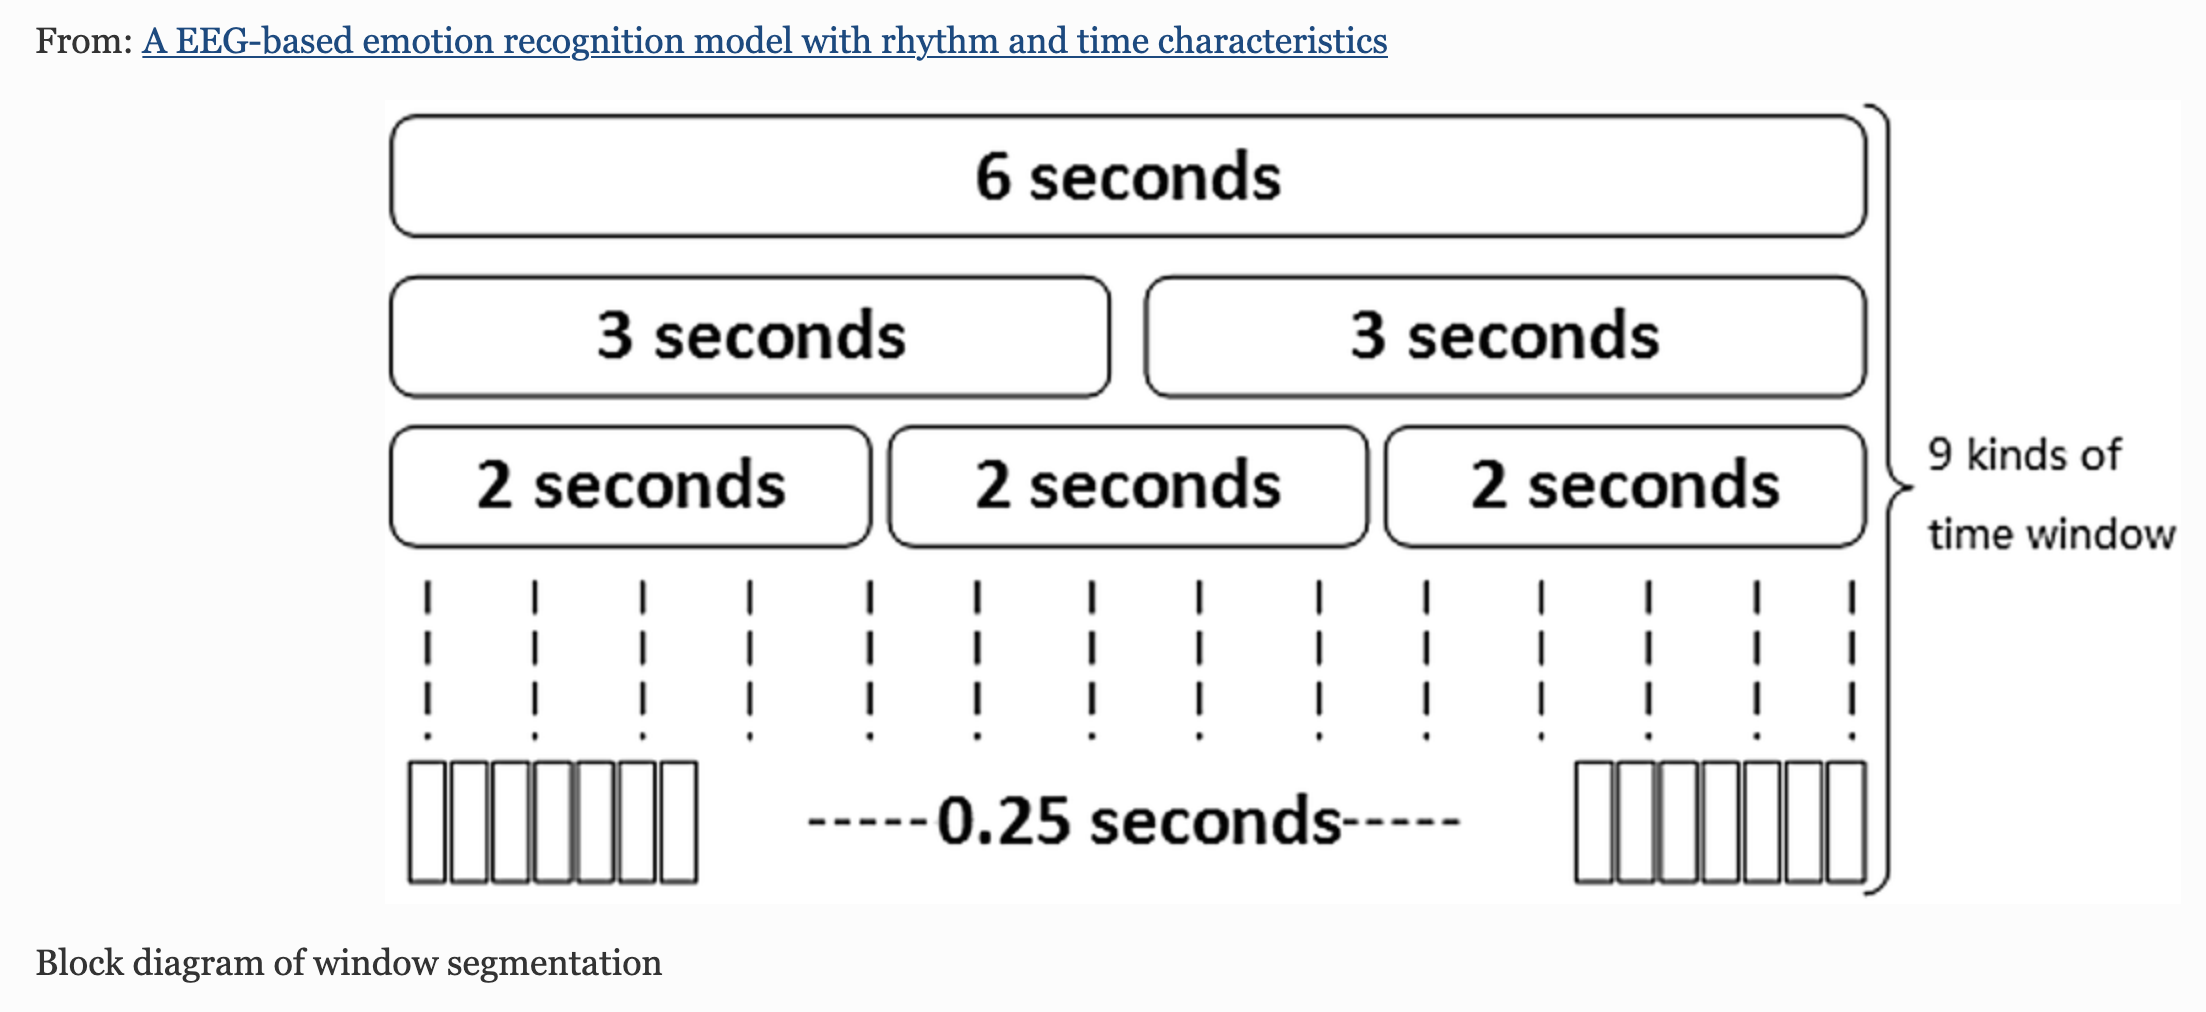 From: A EEG-based emotion recognition model with rhythm and time characteristics
6 seconds
3 seconds 3 seconds
2 seconds 2 seconds 2 seconds
9 kinds of
time window
-----0.25 seconds-----
Block diagram of window segmentation